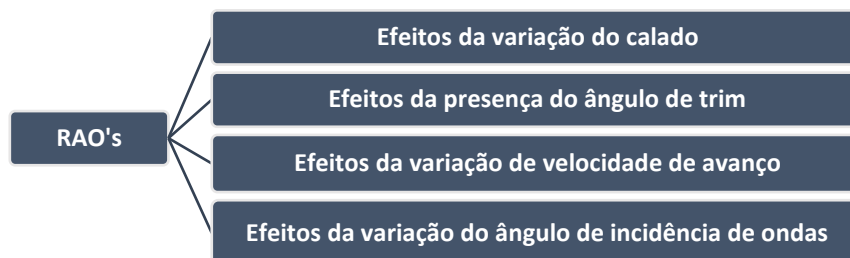 RAO's
Efeitos da variação do calado
Efeitos da presença do ângulo de trim
Efeitos da variação de velocidade de avanço
Efeitos da variação do ângulo de incidência de ondas